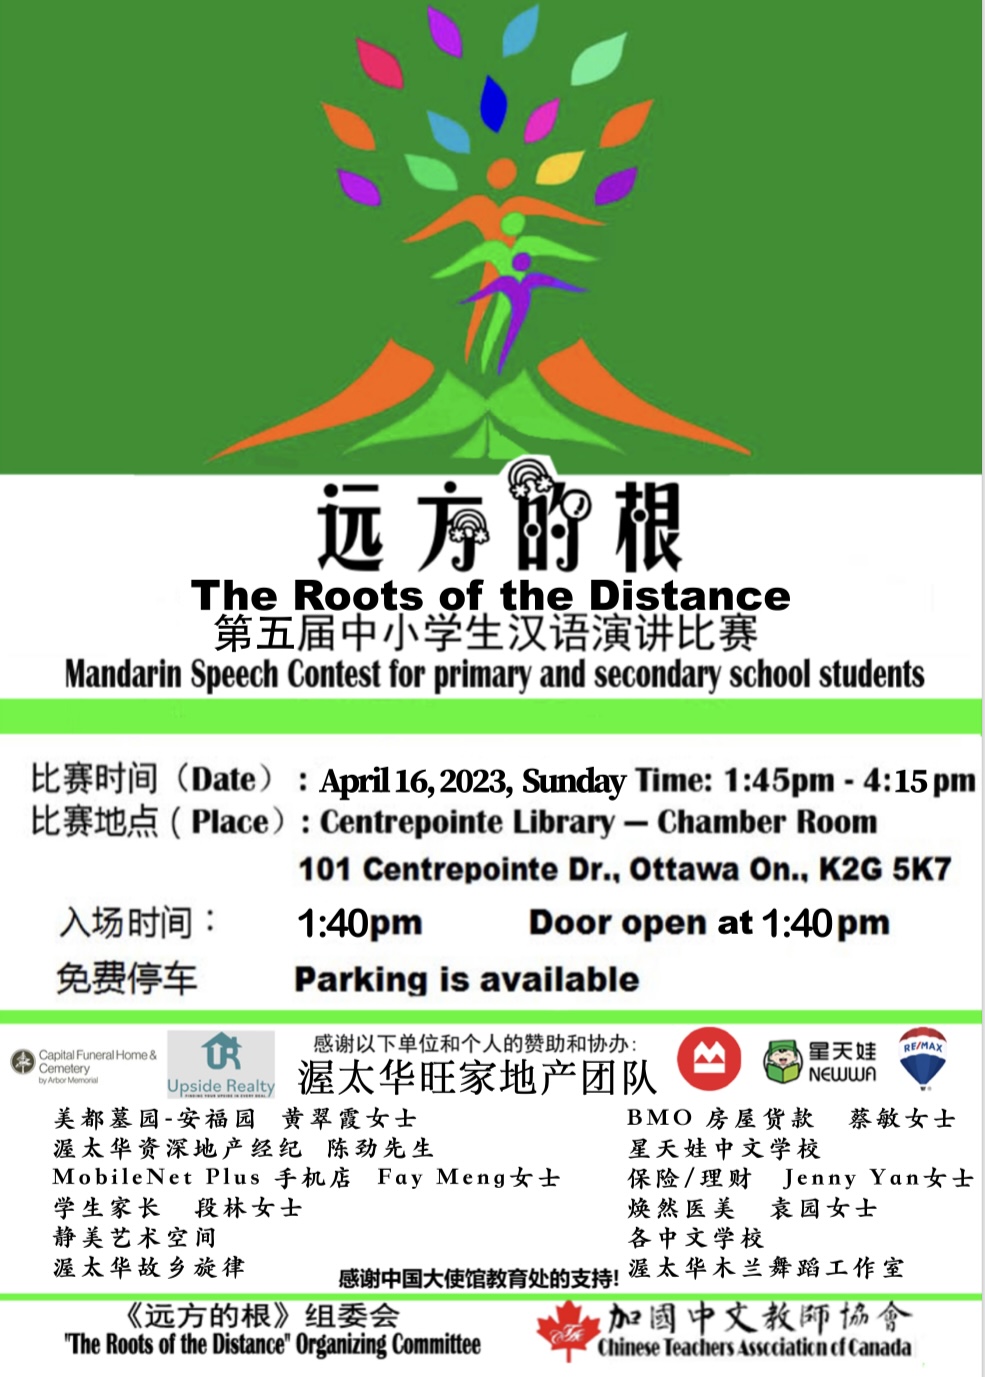 远方的根
The Roots of the Distance
第五届中小学生汉语演讲比赛
Mandarin Speech Contest for primary and secondary school students
比赛时间（Date）：April 16, 2023, Sunday Time: 1:45pm - 4:15pm
比赛地点（Place）：Centrepointe Library — Chamber Room
101 Centrepointe Dr., Ottawa On., K2G 5K7
入场时间： 1:40pm Door open at 1:40pm
免费停车 Parking is available
Capital Funeral Home &
Cemetery
by Arbor Memorial
UR
Upside Realty
FINDING YOUR UPSIDE IN EVERY DEAL
感谢以下单位和个人的赞助和协办:
渥太华旺家地产团队
星天娃
NEWWA
RE/MAX
美都墓园-安福园 黄翠霞女士
渥太华资深地产经纪 陈劲先生
MobileNet Plus 手机店 Fay Meng女士
学生家长 段林女士
静美艺术空间
渥太华故乡旋律
BMO 房屋贷款 蔡敏女士
星天娃中文学校
保险/理财 Jenny Yan女士
焕然医美 袁园女士
各中文学校
渥太华木兰舞蹈工作室
感谢中国大使馆教育处的支持!
《远方的根》组委会
"The Roots of the Distance" Organizing Committee
加國中文教師協會
Chinese Teachers Association of Canada